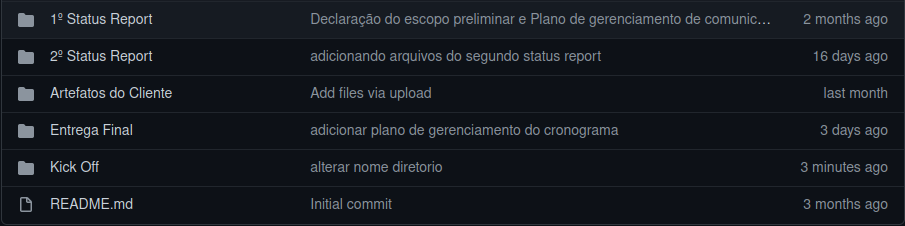 1º Status Report Declaração do escopo preliminar e Plano de gerenciamento de comunic... 2 months ago
2º Status Report adicionando arquivos do segundo status report 16 days ago
Artefatos do Cliente Add files via upload last month
Entrega Final adicionar plano de gerenciamento do cronograma 3 days ago
Kick Off alterar nome diretorio 3 minutes ago
README.md Initial commit 3 months ago